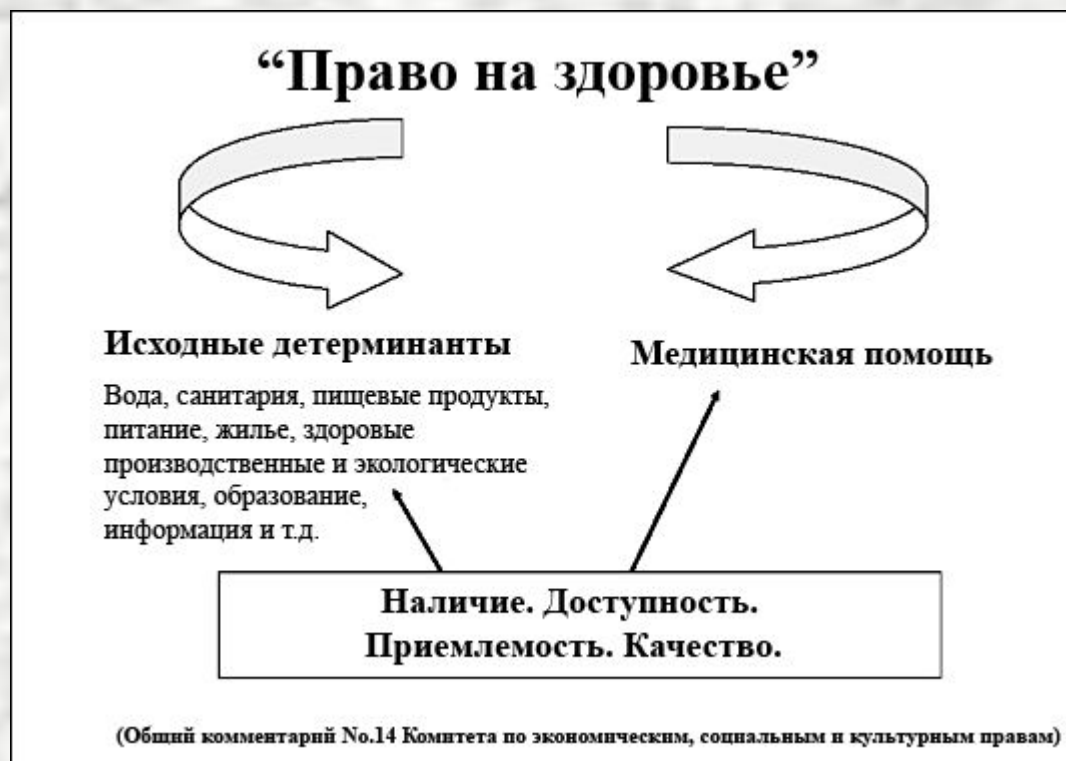 “Право на здоровье”
Исходные детерминанты
Вода, санитария, пищевые продукты,
питание, жилье, здоровые
производственные и экологические
условия, образование,
информация и т.д.
Медицинская помощь
Наличие. Доступность.
Приемлемость. Качество.
(Общий комментарий No.14 Комитета по экономическим, социальным и культурным правам)